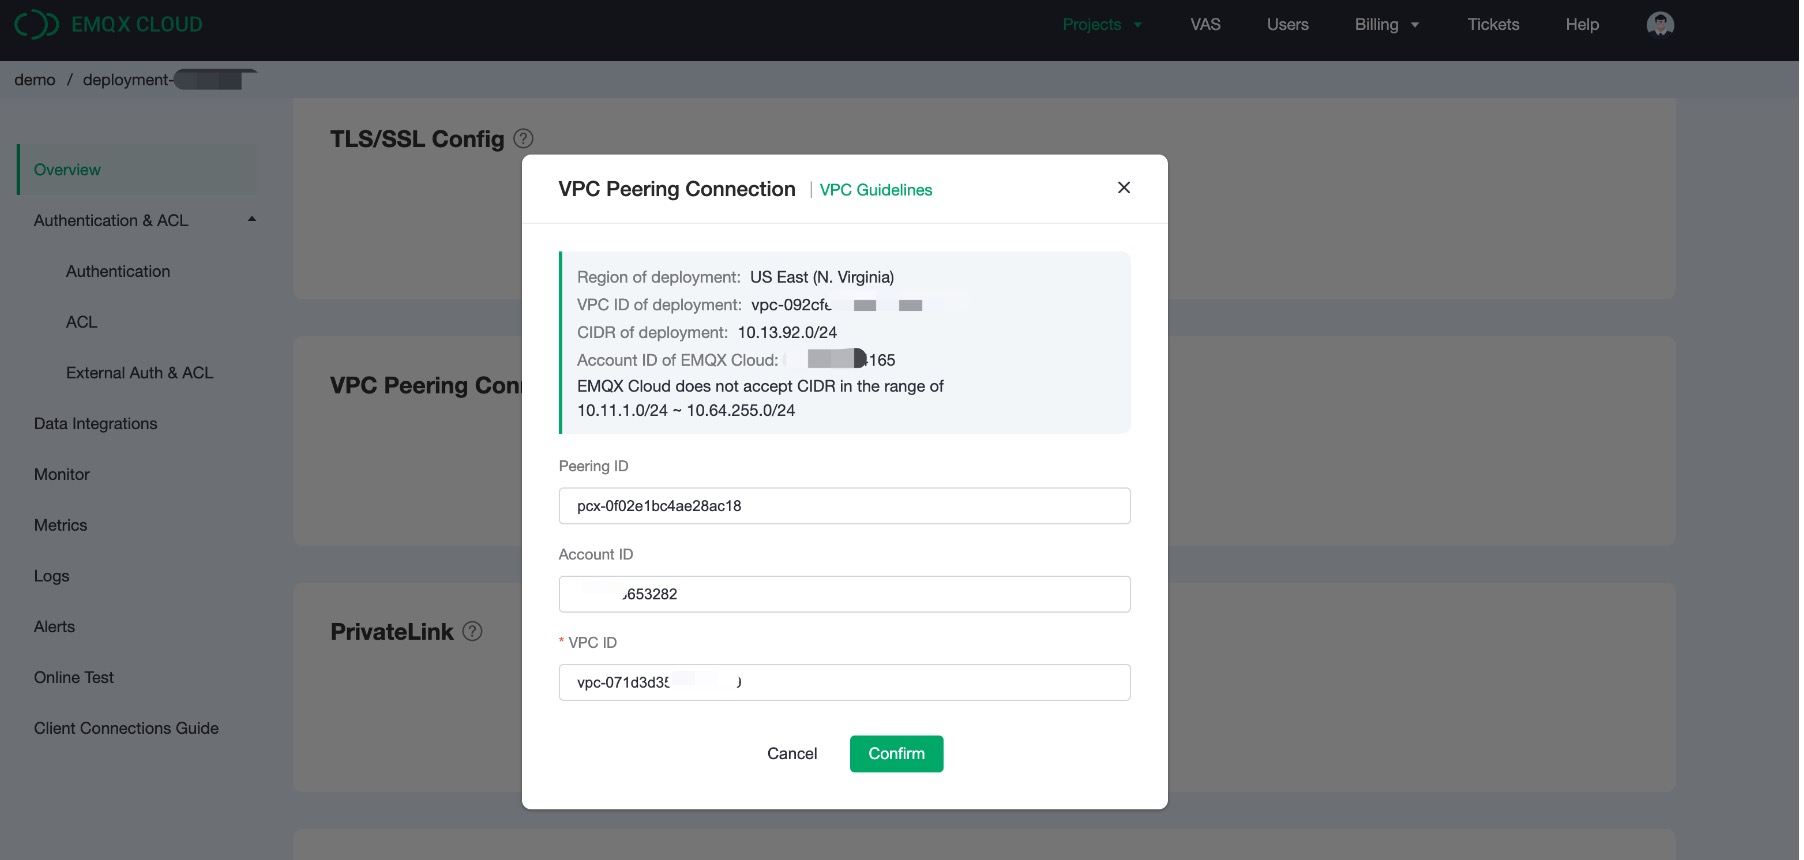 EMQX CLOUD
Projects VAS Users Billing Tickets Help
demo / deployment-
Overview
Authentication & ACL
Authentication
ACL
External Auth & ACL
Data Integrations
Monitor
Metrics
Logs
Alerts
Online Test
Client Connections Guide
TLS/SSL Config ?
VPC Peering Con
PrivateLink ?
VPC Peering Connection | VPC Guidelines
Region of deployment: US East (N. Virginia)
VPC ID of deployment: vpc-092cf
CIDR of deployment: 10.13.92.0/24
Account ID of EMQX Cloud: 165
EMQX Cloud does not accept CIDR in the range of
10.11.1.0/24 ~ 10.64.255.0/24
Peering ID
pcx-0f02e1bc4ae28ac18
Account ID
653282
* VPC ID
vpc-071d3d3
Cancel Confirm